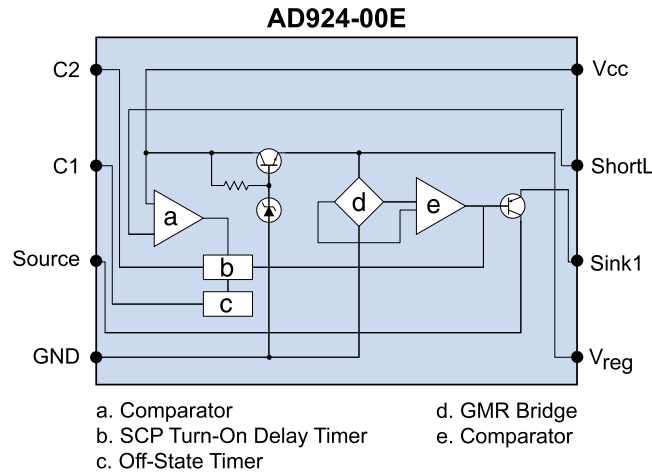 AD924-00E
C2
Vcc
C1
ShortL
a
d
e
Source
b
Sink1
c
GND
Vreg
a. Comparator
d. GMR Bridge
b. SCP Turn-On Delay Timer
e. Comparator
c. Off-State Timer